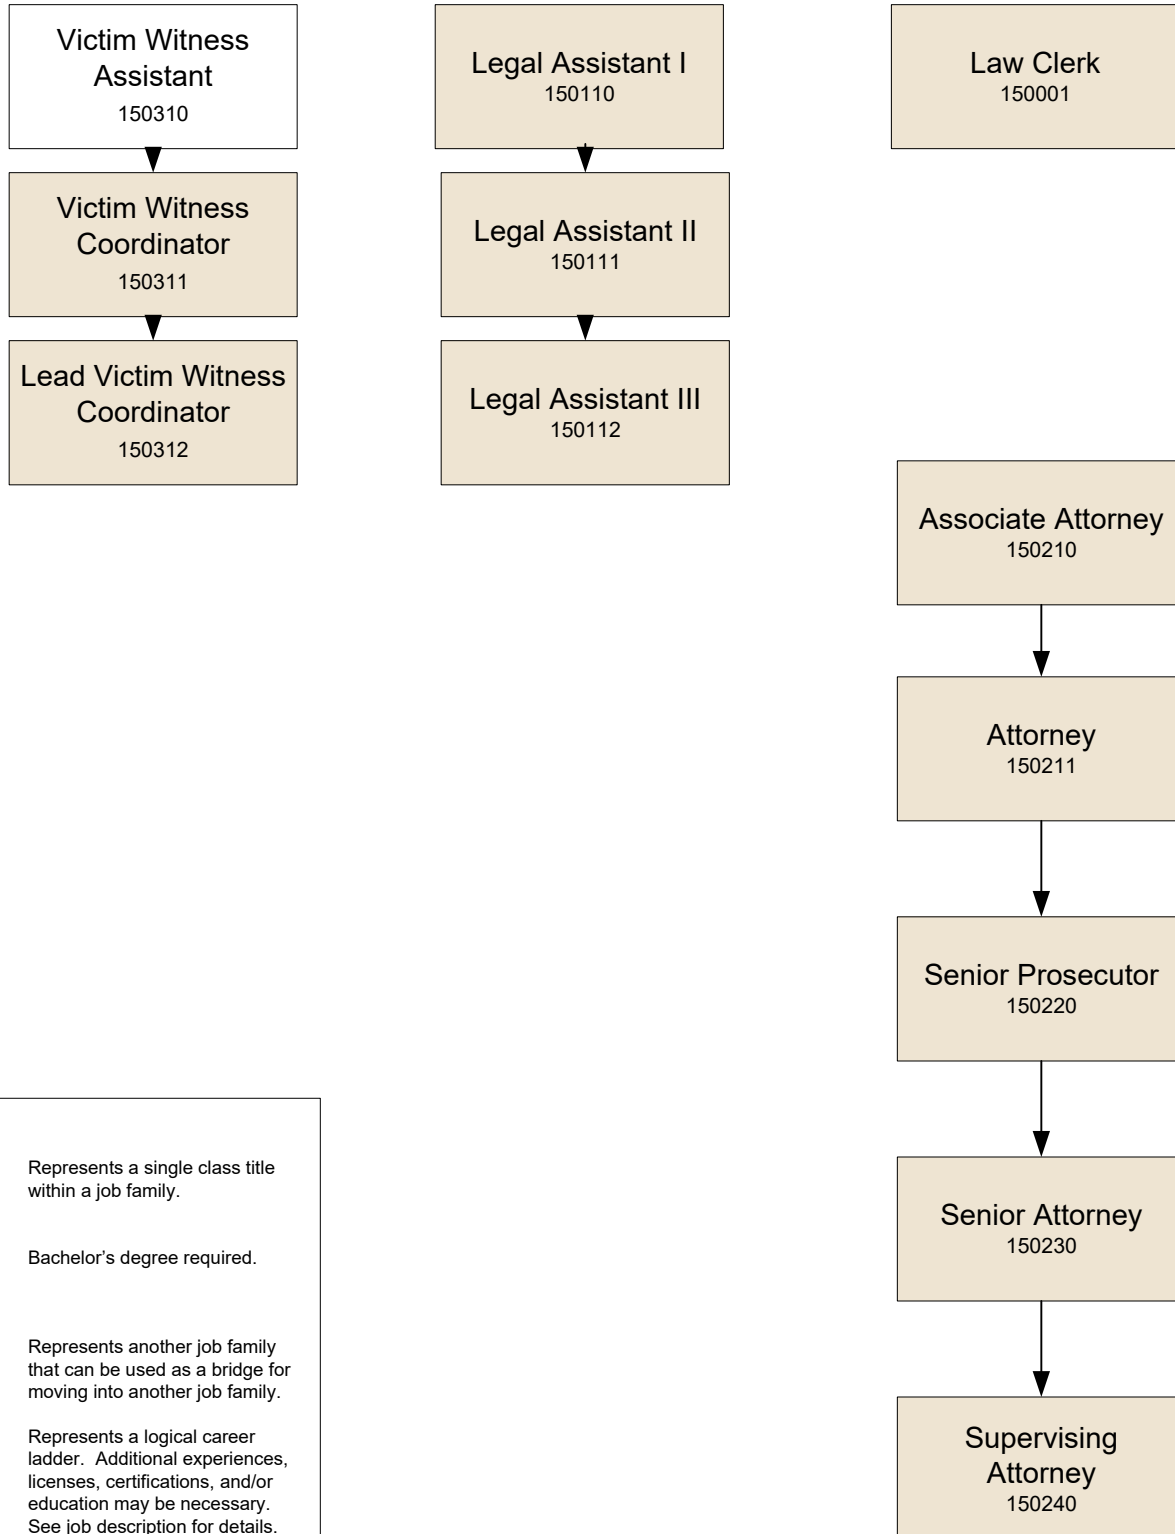 Victim Witness
Assistant
150310
Victim Witness
Coordinator
150311
Lead Victim Witness
Coordinator
150312
Legal Assistant I
150110
Legal Assistant II
150111
Legal Assistant III
150112
Law Clerk
150001
Associate Attorney
150210
Attorney
150211
Senior Prosecutor
150220
Senior Attorney
150230
Supervising
Attorney
150240
Represents a single class title
within a job family.
Bachelor’s degree required.
Represents another job family
that can be used as a bridge for
moving into another job family.
Represents a logical career
ladder.  Additional experiences,
licenses, certifications, and/or
education may be necessary.
See job description for details.